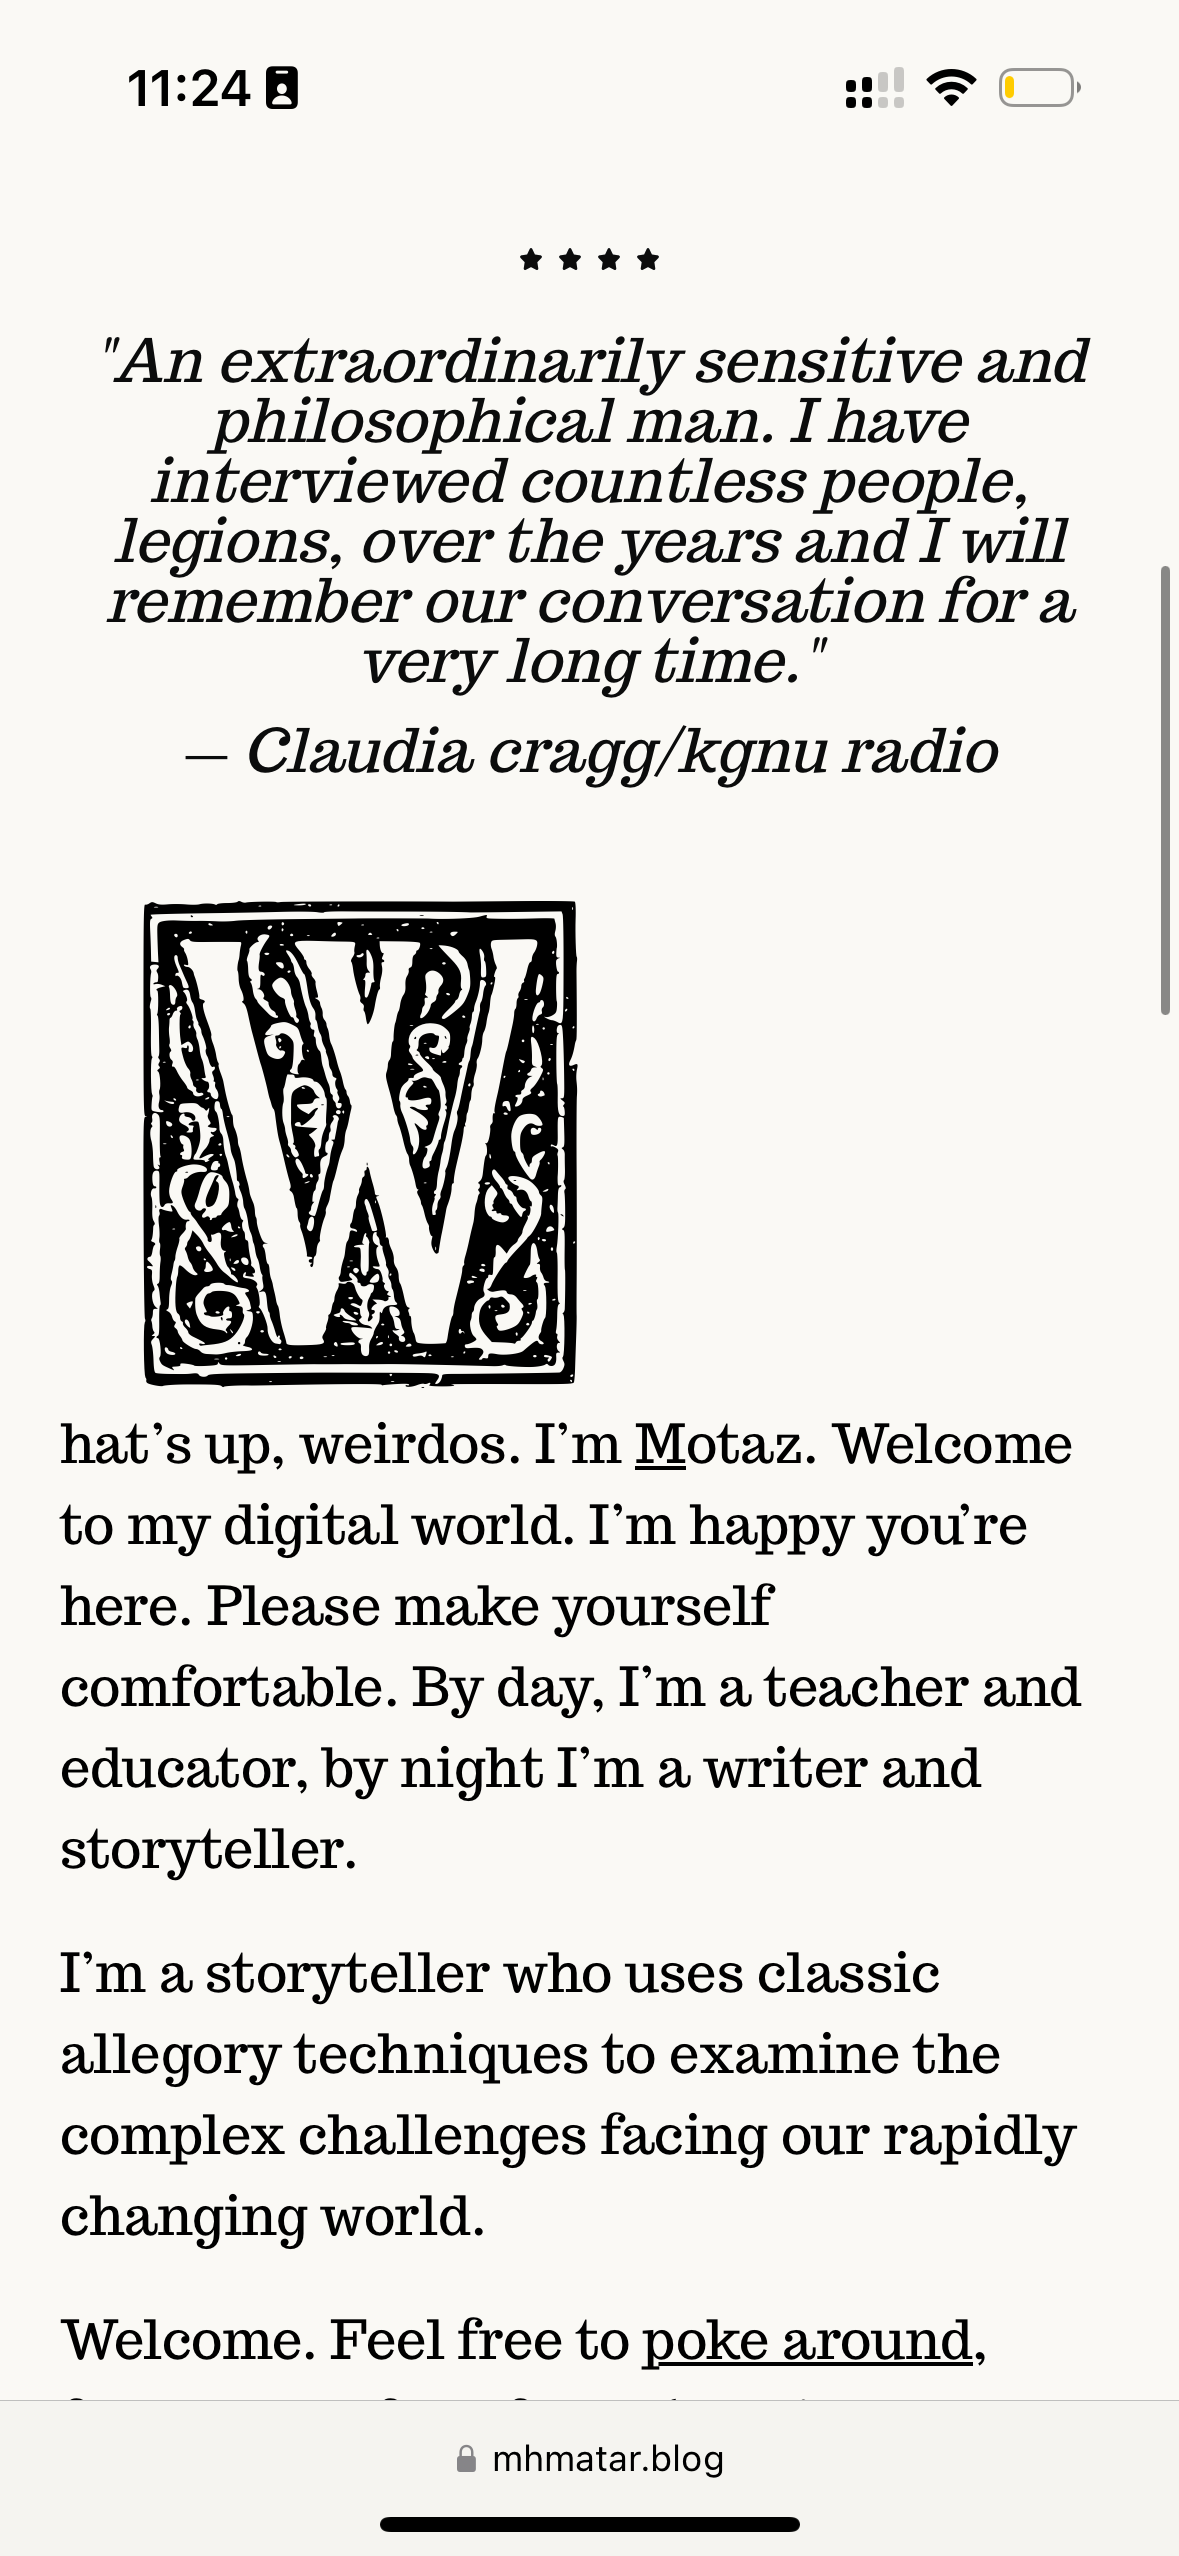 11:24
"An extraordinarily sensitive and
philosophical man. I have
interviewed countless people,
legions, over the years and I will
remember our conversation for a
very long time."
— Claudia cragg/kgnu radio
W
hat’s up, weirdos. I’m Motaz. Welcome
to my digital world. I’m happy you’re
here. Please make yourself
comfortable. By day, I’m a teacher and
educator, by night I’m a writer and
storyteller.
I’m a storyteller who uses classic
allegory techniques to examine the
complex challenges facing our rapidly
changing world.
Welcome. Feel free to poke around,
mhmatar.blog